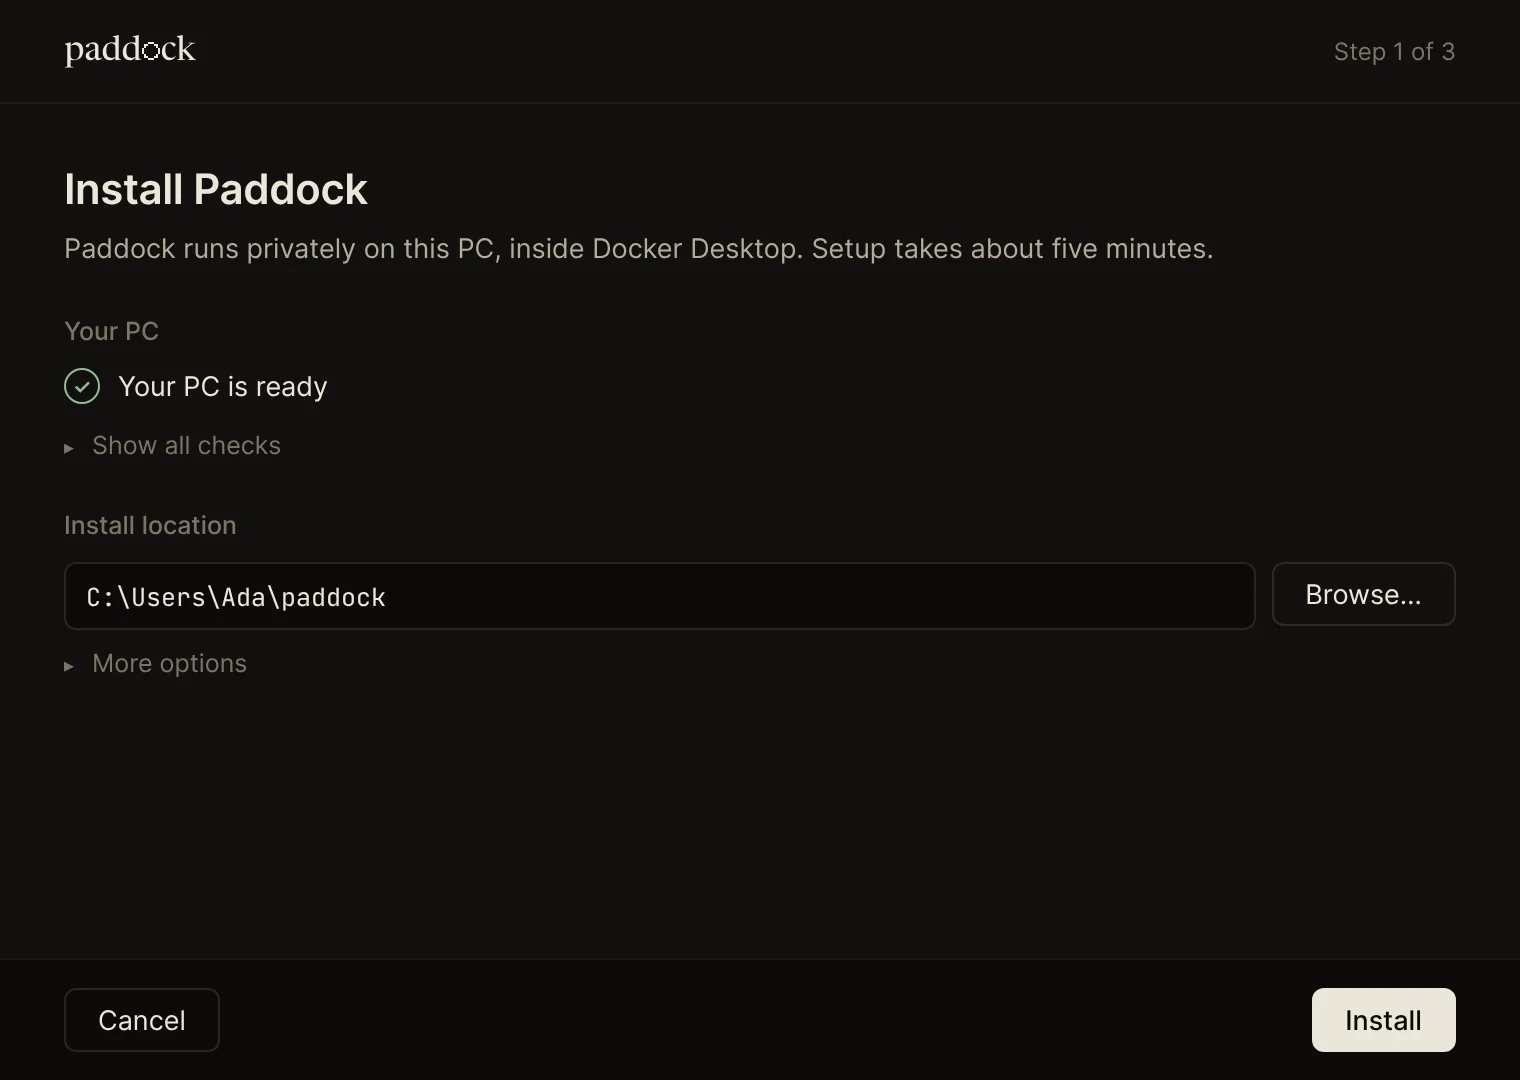 paddock
Step 1 of 3
Install Paddock
Paddock runs privately on this PC, inside Docker Desktop. Setup takes about five minutes.
Your PC
Your PC is ready
Show all checks
Install location
C:\Users\Ada\paddock
Browse...
More options
Cancel
Install